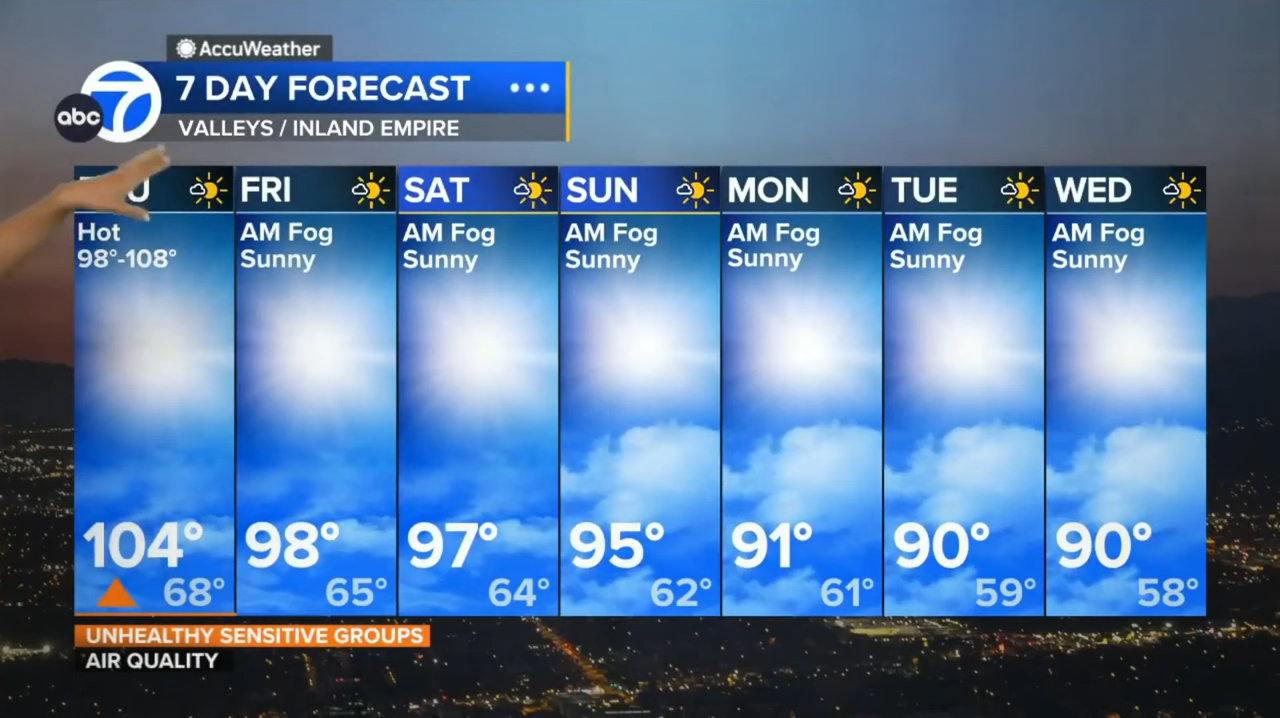 AccuWeather
7 DAY FORECAST
abc 7
VALLEYS / INLAND EMPIRE
FRI
SAT
SUN
MON
TUE
WED
Hot
98°-108°
AM Fog
Sunny
AM Fog
Sunny
AM Fog
Sunny
AM Fog
Sunny
AM Fog
Sunny
AM Fog
Sunny
104°
68°
98°
65°
97°
64°
95°
62°
91°
61°
90°
59°
90°
58°
UNHEALTHY SENSITIVE GROUPS
AIR QUALITY